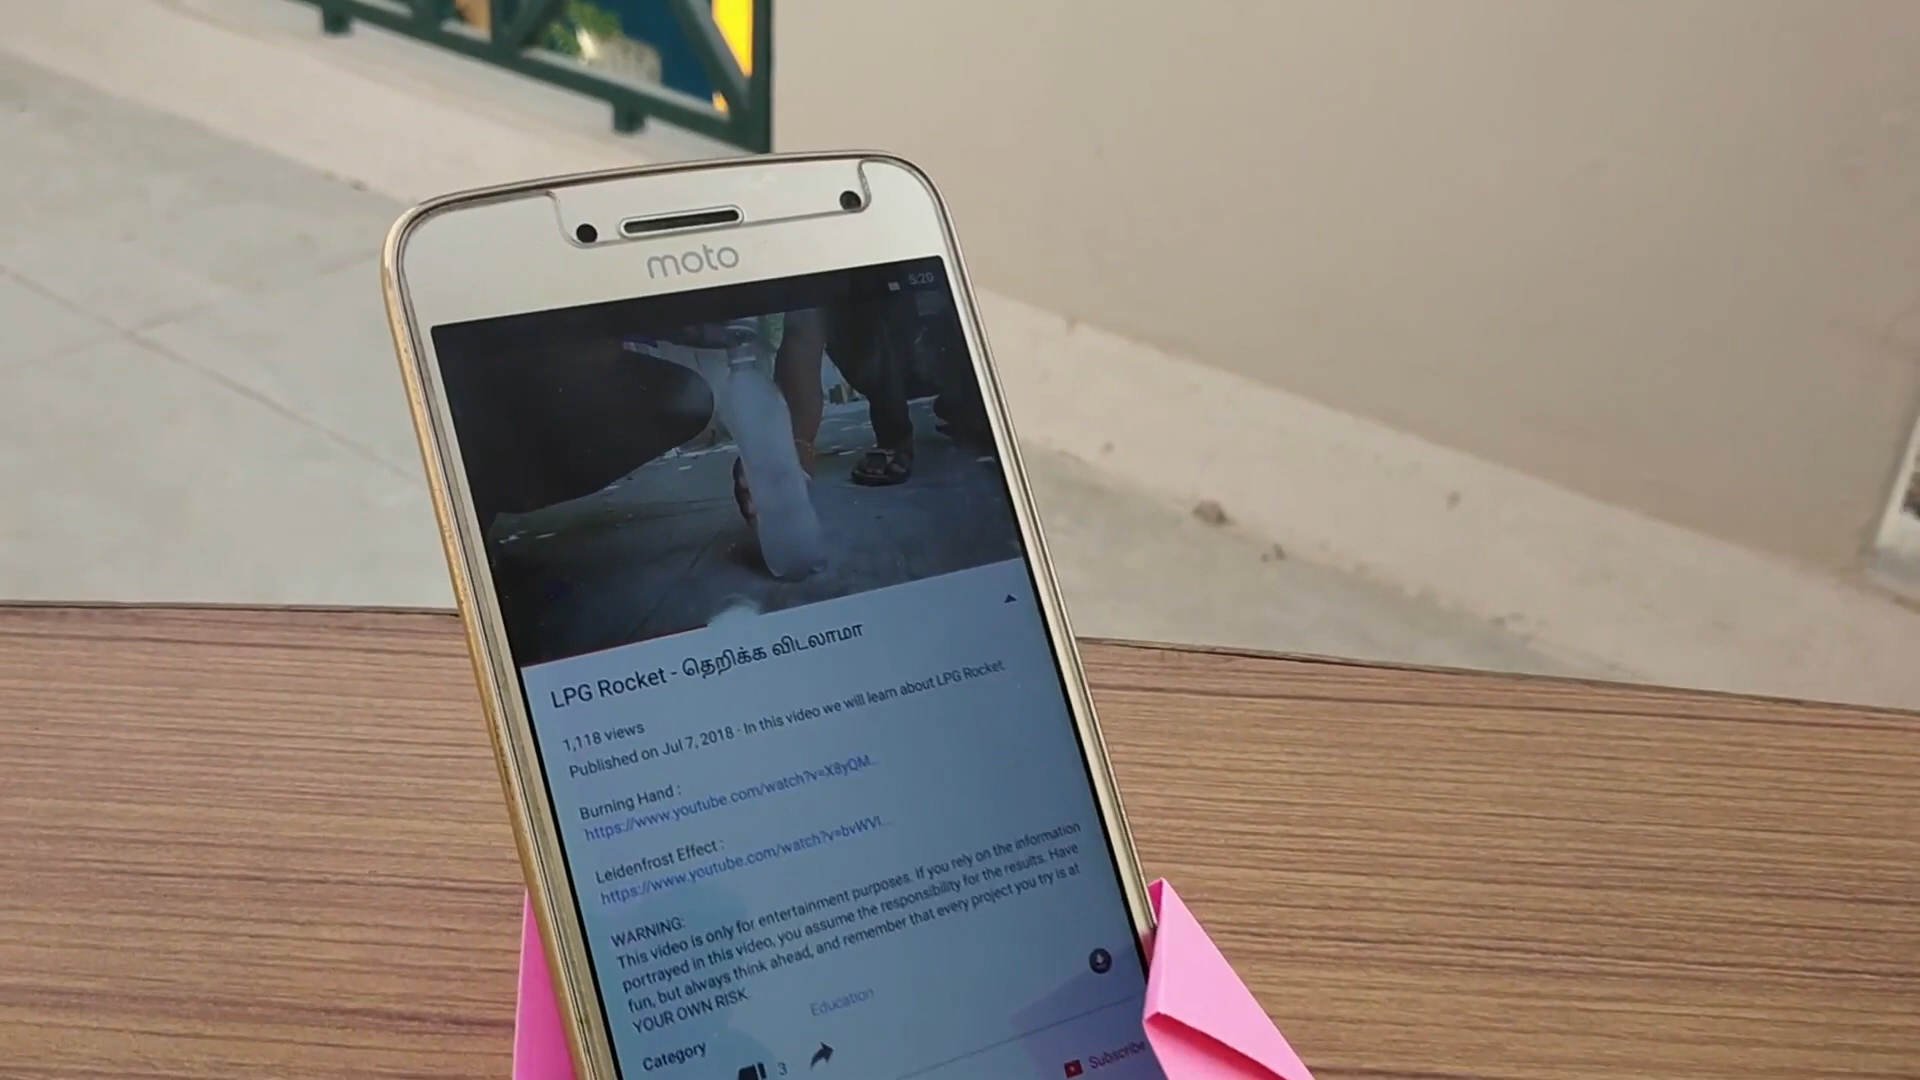 moto
5:20
LPG Rocket - தெறிக்க விடலாமா
1,118 views
Published on Jul 7, 2018 · In this video we will learn about LPG Rocket.
Burning Hand :
https://www.youtube.com/watch?v=X8yQM...
Leidenfrost Effect :
https://www.youtube.com/watch?v=bvWVI...
WARNING:
This video is only for entertainment purposes. If you rely on the information
portrayed in this video, you assume the responsibility for the results. Have
fun, but always think ahead, and remember that every project you try is at
YOUR OWN RISK.
Category
Education
3
Subscribe